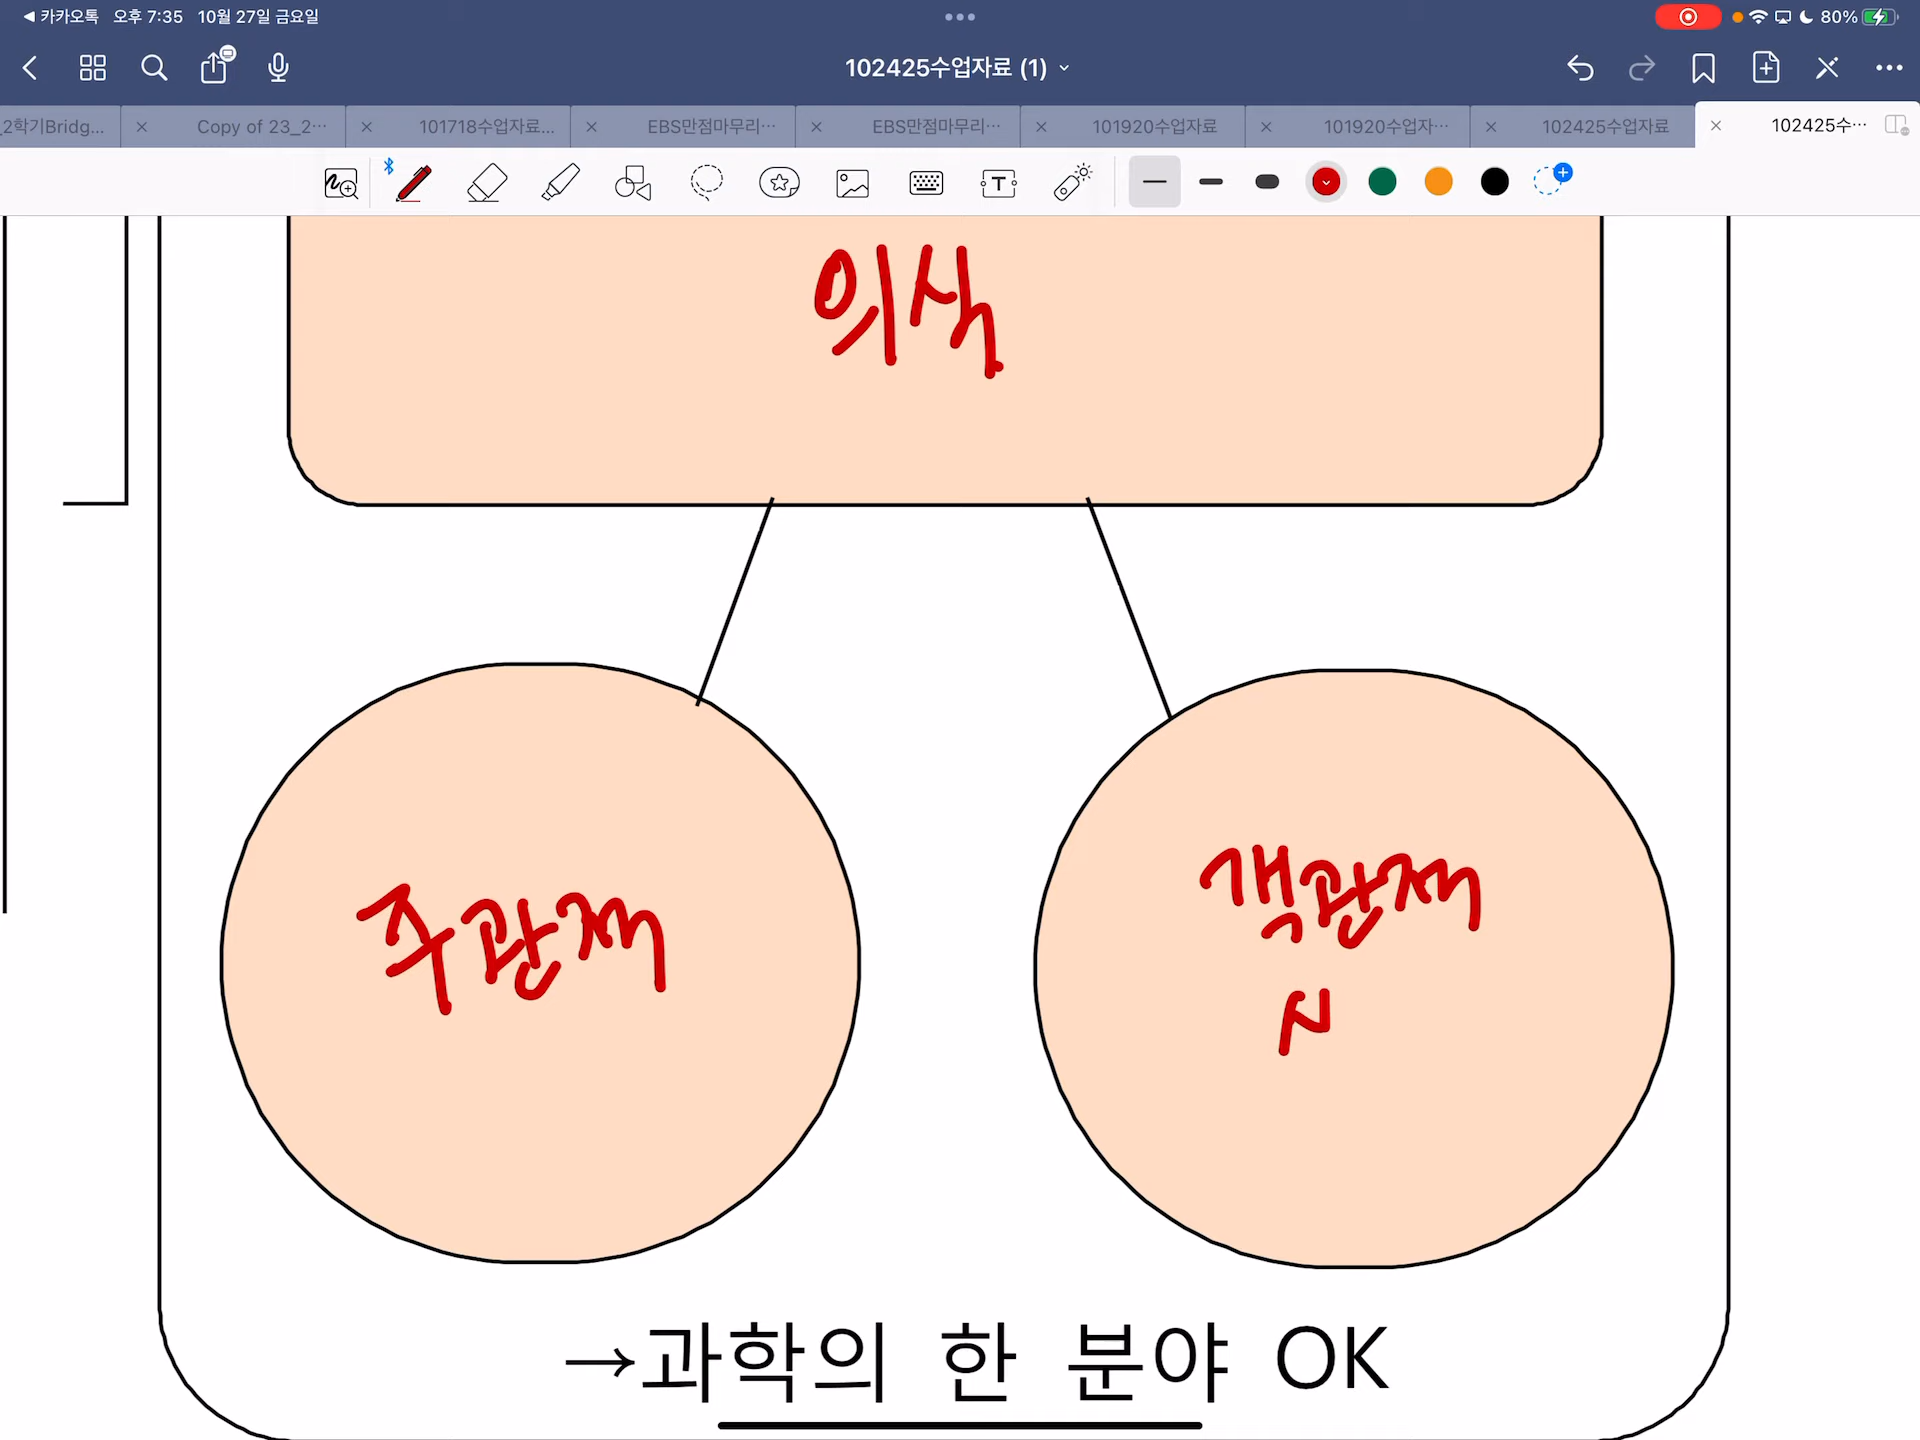 카카오톡 오후 7:35 10월 27일 금요일 80%
102425수업자료 (1)
_2학기Bridg... Copy of 23_2… 101718수업자료... EBS만점마무리… EBS만점마무리… 101920수업자료 101920수업자… 102425수업자료 102425수…
T
의식
주관적
객관적
시
→과학의 한 분야 OK